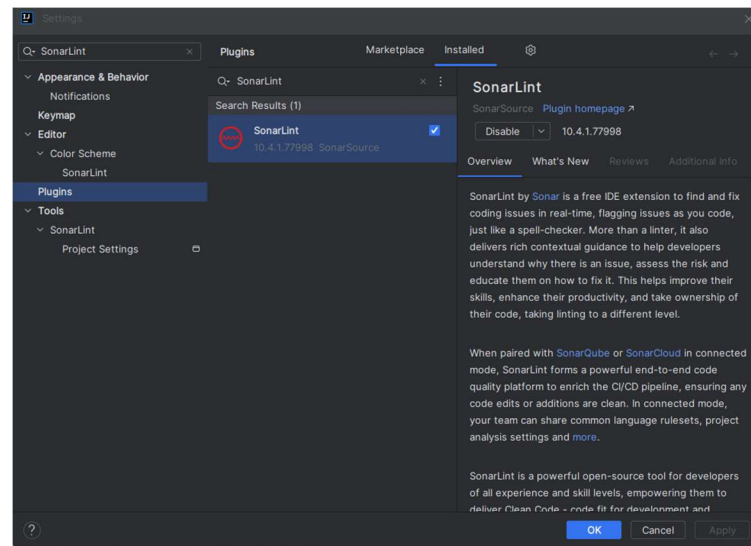 Settings
SonarLint
Appearance & Behavior
Notifications
Keymap
Editor
Color Scheme
SonarLint
Plugins
Tools
SonarLint
Project Settings
Plugins
Marketplace
Installed
SonarLint
Search Results (1)
SonarLint
10.4.1.77998 SonarSource
SonarLint
SonarSource Plugin homepage ↗
Disable 10.4.1.77998
Overview What's New Reviews Additional Info
SonarLint by Sonar is a free IDE extension to find and fix
coding issues in real-time, flagging issues as you code,
just like a spell-checker. More than a linter, it also
delivers rich contextual guidance to help developers
understand why there is an issue, assess the risk and
educate them on how to fix it. This helps improve their
skills, enhance their productivity, and take ownership of
their code, taking linting to a different level.
When paired with SonarQube or SonarCloud in connected
mode, SonarLint forms a powerful end-to-end code
quality platform to enrich the CI/CD pipeline, ensuring any
code edits or additions are clean. In connected mode,
your team can share common language rulesets, project
analysis settings and more.
SonarLint is a powerful open-source tool for developers
of all experience and skill levels, empowering them to
deliver Clean Code - code fit for development and
?
OK
Cancel
Apply